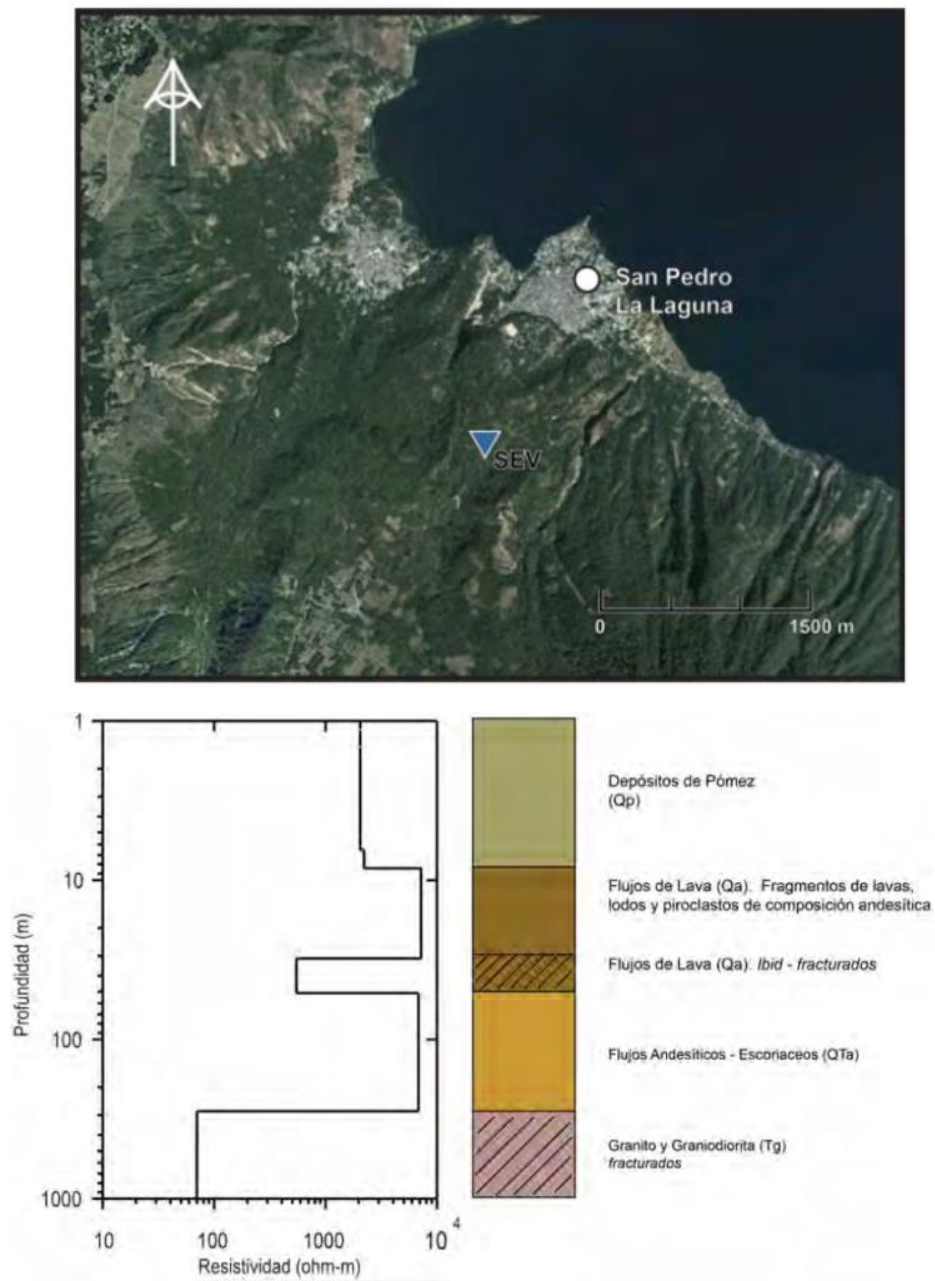 San Pedro
La Laguna
SEV
0
1500 m
1
10
100
1000
Profundidad (m)
10
100
1000
10⁴
Resistividad (ohm-m)
Depósitos de Pómez
(Qp)
Flujos de Lava (Qa). Fragmentos de lavas,
lodos y piroclastos de composición andesítica
Flujos de Lava (Qa). Ibid - fracturados
Flujos Andesíticos - Escoriaceos (QTa)
Granito y Graniodiorita (Tg)
fracturados